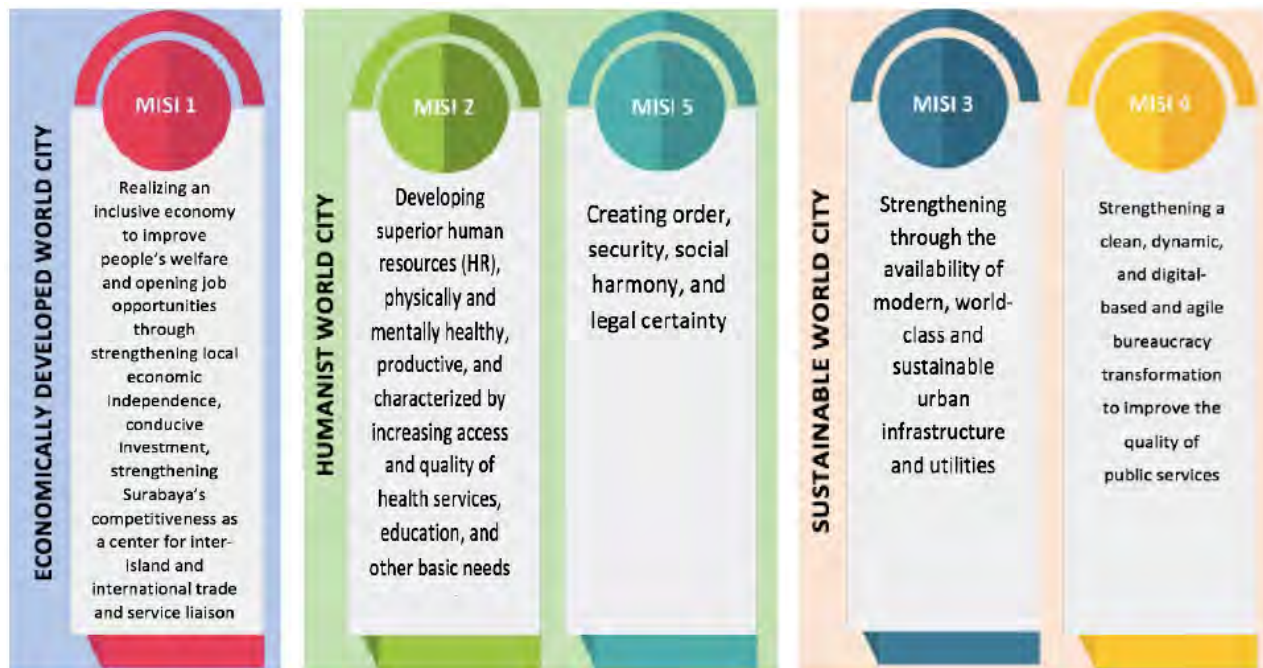 ECONOMICALLY DEVELOPED WORLD CITY
MISI 1
Realizing an
inclusive economy
to improve
people's welfare
and opening job
opportunities
through
strengthening local
economic
independence,
conducive
investment,
strengthening
Surabaya's
competitiveness as
a center for inter-
island and
international trade
and service liaison
HUMANIST WORLD CITY
MISI 2
Developing
superior human
resources (HR),
physically and
mentally healthy,
productive, and
characterized by
increasing access
and quality of
health services,
education, and
other basic needs
MISI 5
Creating order,
security, social
harmony, and
legal certainty
SUSTAINABLE WORLD CITY
MISI 3
Strengthening
through the
availability of
modern, world-
class and
sustainable
urban
infrastructure
and utilities
MISI 4
Strengthening a
clean, dynamic,
and digital-
based and agile
bureaucracy
transformation
to improve the
quality of
public services